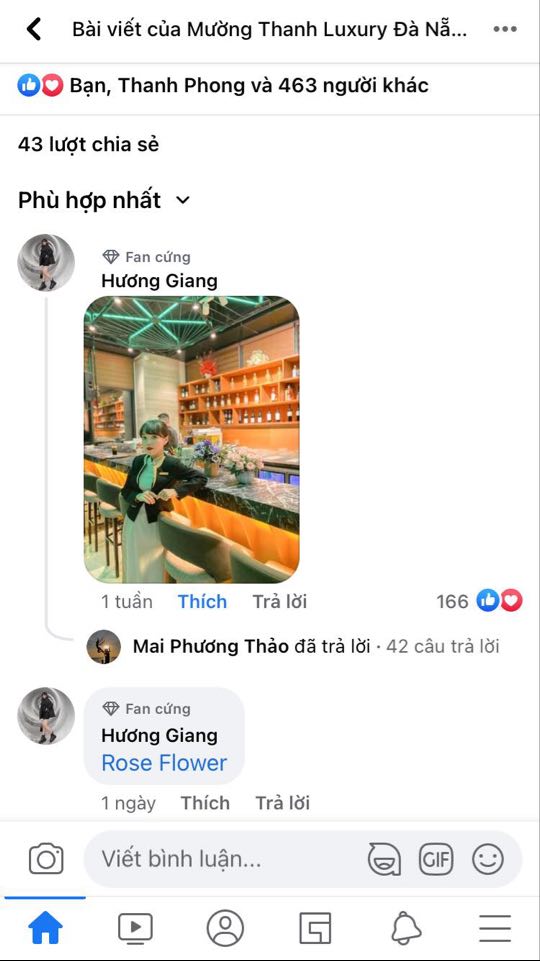 Bài viết của Mường Thanh Luxury Đà Nẵ...
Bạn, Thanh Phong và 463 người khác
43 lượt chia sẻ
Phù hợp nhất
Fan cứng
Hương Giang
1 tuần Thích Trả lời 166
Mai Phương Thảo đã trả lời · 42 câu trả lời
Fan cứng
Hương Giang
Rose Flower
1 ngày Thích Trả lời
Viết bình luận... GIF